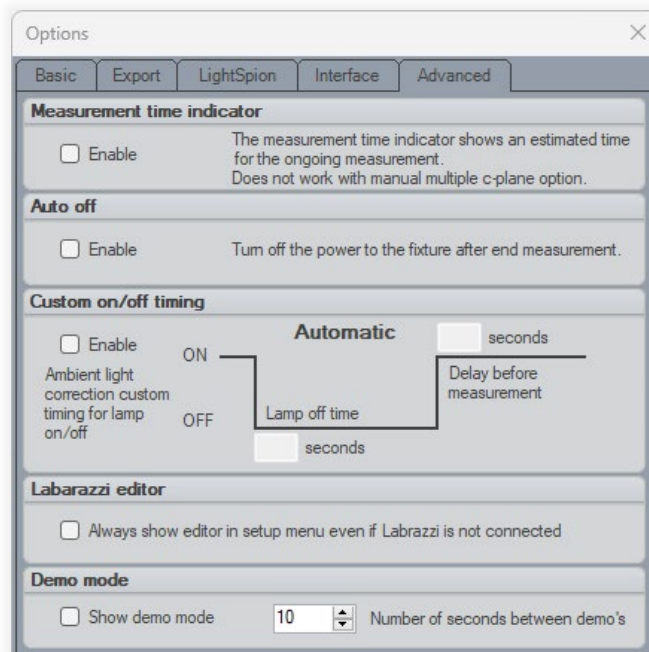 Options
Basic Export LightSpion Interface Advanced
Measurement time indicator
Enable
The measurement time indicator shows an estimated time
for the ongoing measurement.
Does not work with manual multiple c-plane option.
Auto off
Enable
Turn off the power to the fixture after end measurement.
Custom on/off timing
Enable
Ambient light
correction custom
timing for lamp
on/off
ON
OFF
Automatic
Lamp off time
seconds
seconds
Delay before
measurement
Labarazzi editor
Always show editor in setup menu even if Labrazzi is not connected
Demo mode
Show demo mode 10 Number of seconds between demo's